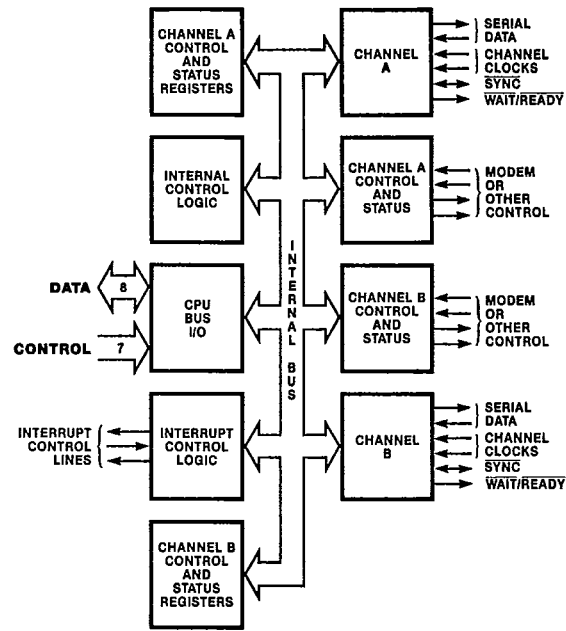 CHANNEL A
CONTROL
AND
STATUS
REGISTERS
CHANNEL
A
SERIAL
DATA
CHANNEL
CLOCKS
SYNC
WAIT/READY
INTERNAL
CONTROL
LOGIC
CHANNEL A
CONTROL
AND
STATUS
MODEM
OR
OTHER
CONTROL
INTERNAL BUS
DATA
8
CONTROL
7
CPU
BUS
I/O
CHANNEL B
CONTROL
AND
STATUS
MODEM
OR
OTHER
CONTROL
INTERRUPT
CONTROL
LINES
INTERRUPT
CONTROL
LOGIC
CHANNEL
B
SERIAL
DATA
CHANNEL
CLOCKS
SYNC
WAIT/READY
CHANNEL B
CONTROL
AND
STATUS
REGISTERS